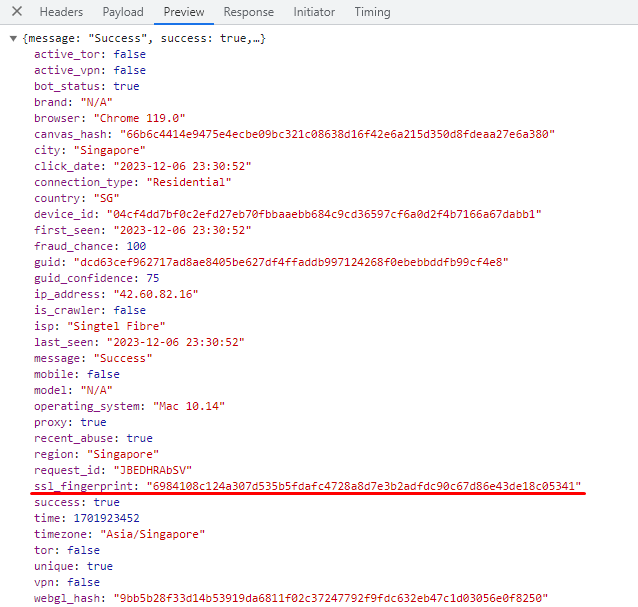 Headers Payload Preview Response Initiator Timing
{message: "Success", success: true,…}
active_tor: false
active_vpn: false
bot_status: true
brand: "N/A"
browser: "Chrome 119.0"
canvas_hash: "66b6c4414e9475e4ecbe09bc321c08638d16f42e6a215d350d8fdeaa27e6a380"
city: "Singapore"
click_date: "2023-12-06 23:30:52"
connection_type: "Residential"
country: "SG"
device_id: "04cf4dd7bf0c2efd27eb70fbbaaebb684c9cd36597cf6a0d2f4b7166a67dabb1"
first_seen: "2023-12-06 23:30:52"
fraud_chance: 100
guid: "dcd63cef962717ad8ae8405be627df4ffaddb997124268f0ebebbddfb99cf4e8"
guid_confidence: 75
ip_address: "42.60.82.16"
is_crawler: false
isp: "Singtel Fibre"
last_seen: "2023-12-06 23:30:52"
message: "Success"
mobile: false
model: "N/A"
operating_system: "Mac 10.14"
proxy: true
recent_abuse: true
region: "Singapore"
request_id: "JBEDHRAbSV"
ssl_fingerprint: "6984108c124a307d535b5fdafc4728a8d7e3b2adfdc90c67d86e43de18c05341"
success: true
time: 1701923452
timezone: "Asia/Singapore"
tor: false
unique: true
vpn: false
webgl_hash: "9bb5b28f33d14b53919da6811f02c37247792f9fdc632eb47c1d03056e0f8250"